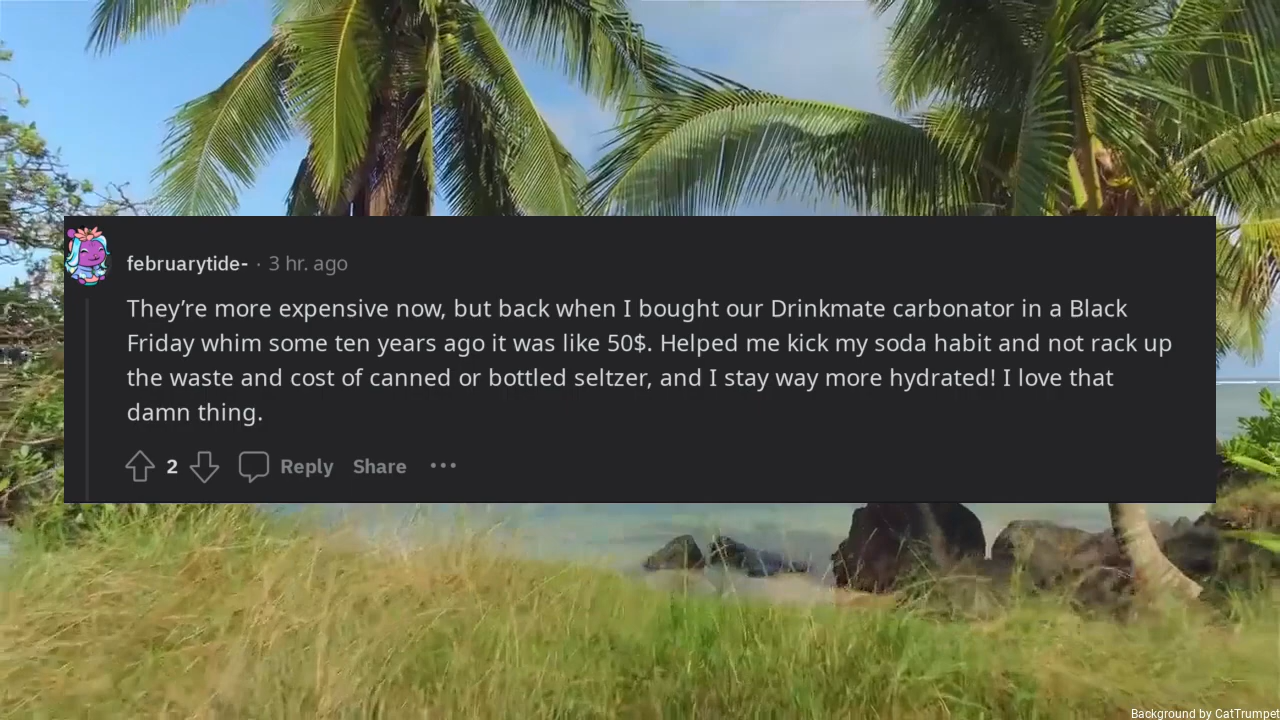 februarytide- · 3 hr. ago
They’re more expensive now, but back when I bought our Drinkmate carbonator in a Black
Friday whim some ten years ago it was like 50$. Helped me kick my soda habit and not rack up
the waste and cost of canned or bottled seltzer, and I stay way more hydrated! I love that
damn thing.
2 Reply Share ···
Background by CatTrumpet